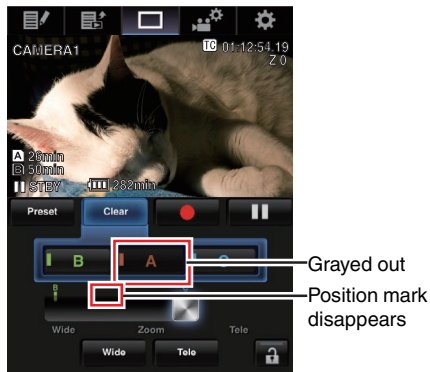 CAMERA1
TC 01:12:54.19
Z 0
A 26min
B 50min
STBY 282min
Preset Clear
B A C
B
Wide Zoom Tele
Wide Tele
Grayed out
Position mark
disappears